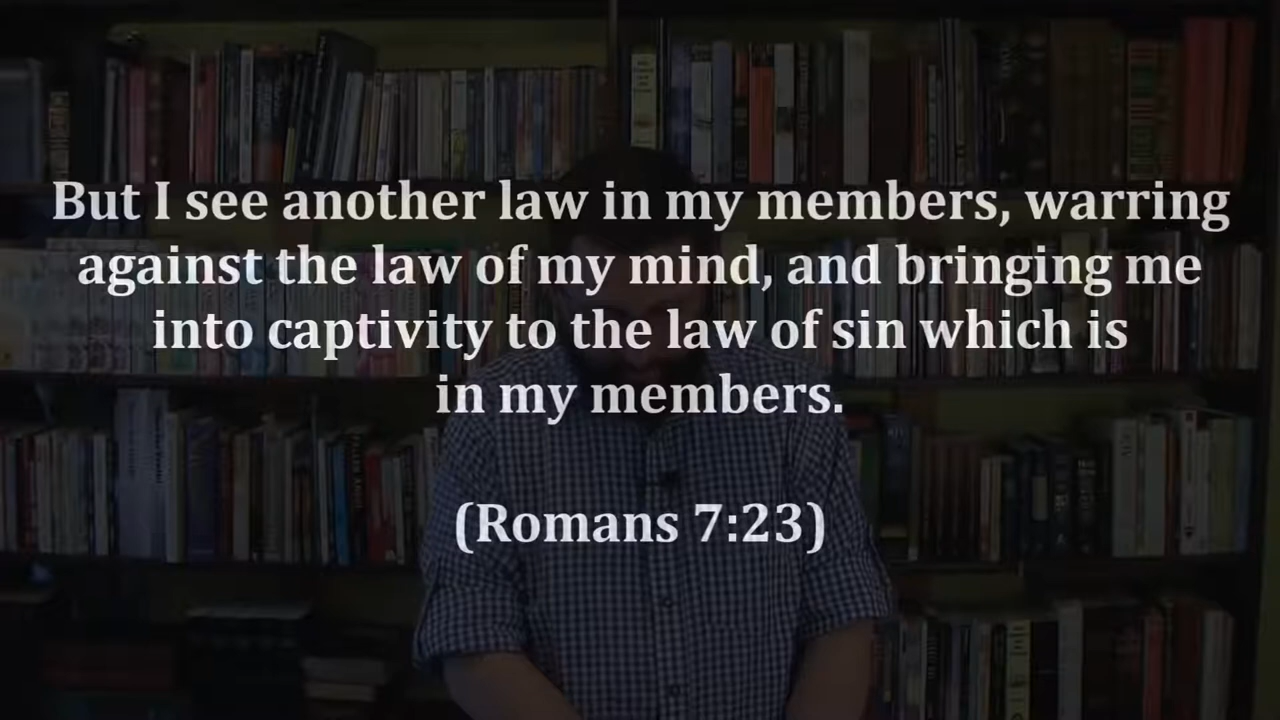 But I see another law in my members, warring
against the law of my mind, and bringing me
into captivity to the law of sin which is
in my members.
(Romans 7:23)